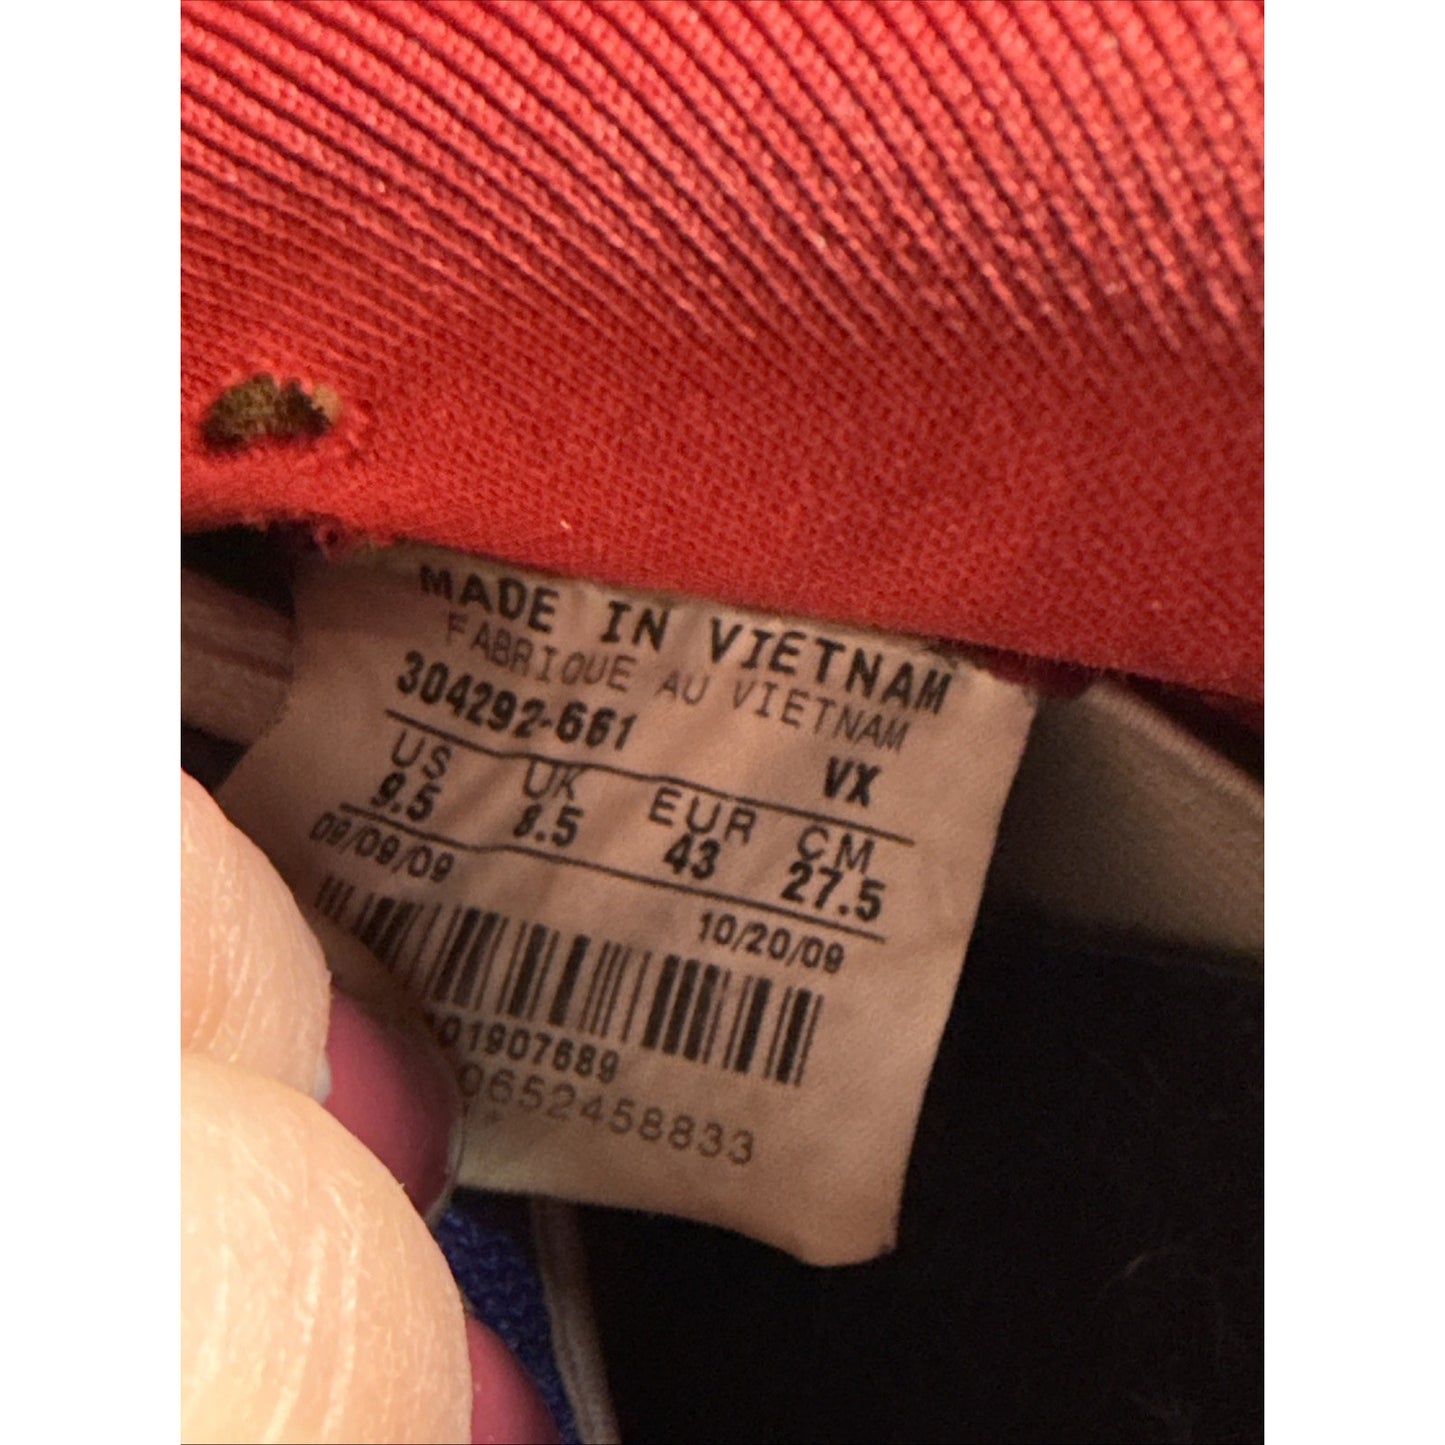 MADE IN VIETNAM
FABRIQUE AU VIETNAM
304292-661 VX
US UK EUR CM
9.5 8.5 43 27.5
09/09/09 10/20/09
01907689
0652458833